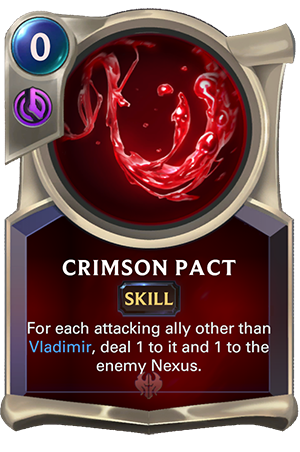 0
CRIMSON PACT
SKILL
For each attacking ally other than
Vladimir, deal 1 to it and 1 to the
enemy Nexus.